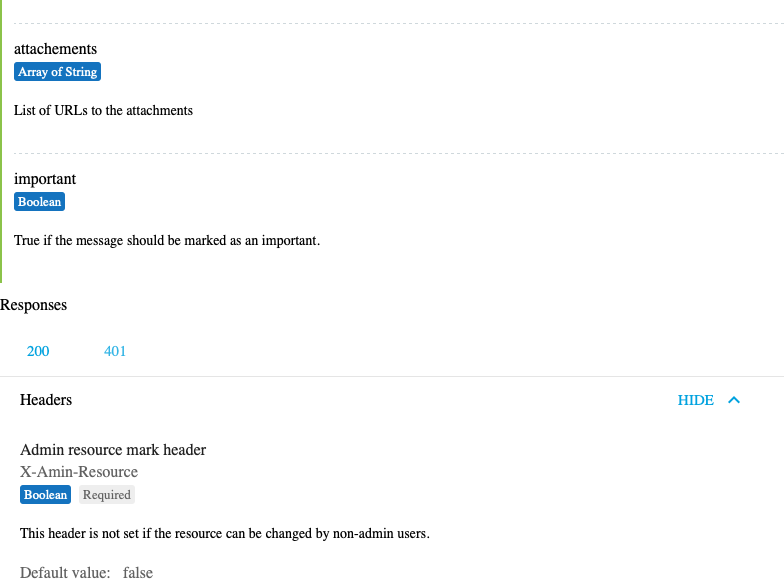 attachements
Array of String
List of URLs to the attachments
important
Boolean
True if the message should be marked as an important.
Responses
200 401
Headers HIDE
Admin resource mark header
X-Amin-Resource
Boolean Required
This header is not set if the resource can be changed by non-admin users.
Default value: false